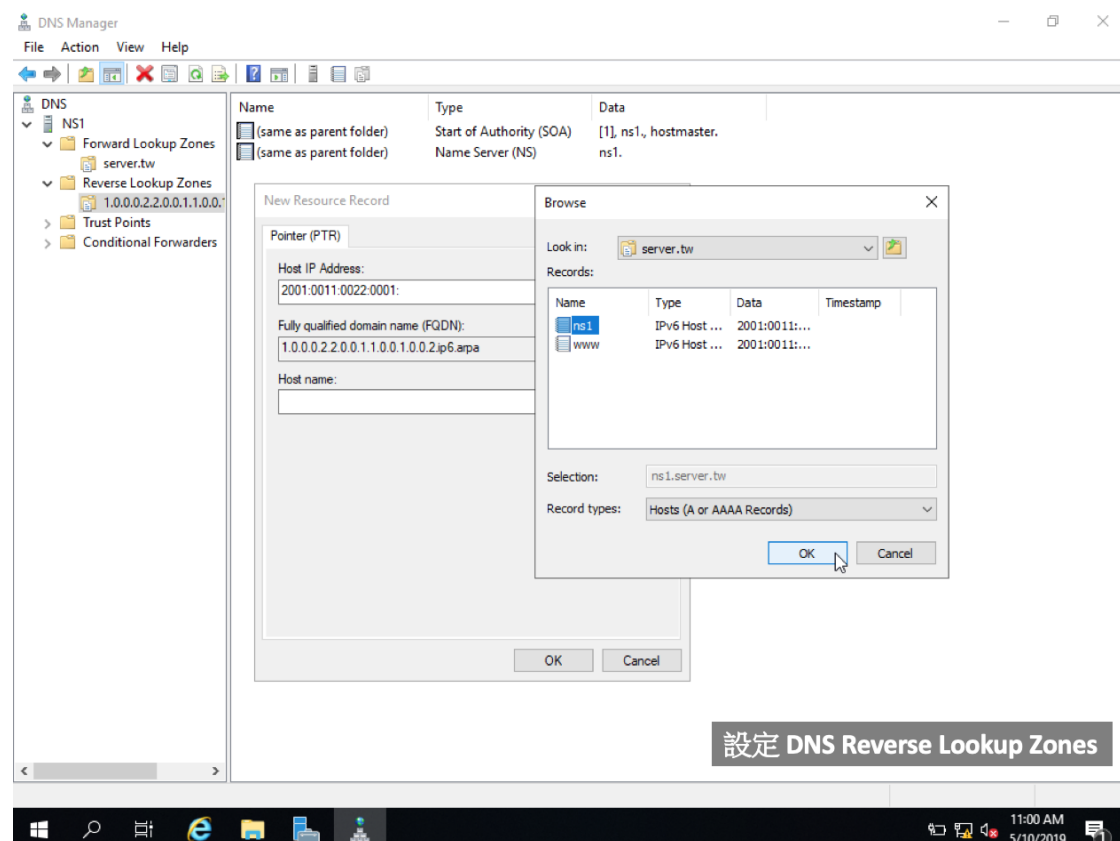 DNS Manager
File Action View Help
DNS
NS1
Forward Lookup Zones
server.tw
Reverse Lookup Zones
1.0.0.0.2.2.0.0.1.1.0.0.
Trust Points
Conditional Forwarders
Name Type Data
(same as parent folder) Start of Authority (SOA) [1], ns1., hostmaster.
(same as parent folder) Name Server (NS) ns1.
New Resource Record
Pointer (PTR)
Host IP Address:
2001:0011:0022:0001:
Fully qualified domain name (FQDN):
1.0.0.0.2.2.0.0.1.1.0.0.1.0.0.2.ip6.arpa
Host name:
OK Cancel
Browse
Look in: server.tw
Records:
Name Type Data Timestamp
ns1 IPv6 Host ... 2001:0011:...
www IPv6 Host ... 2001:0011:...
Selection: ns1.server.tw
Record types: Hosts (A or AAAA Records)
OK Cancel
設定 DNS Reverse Lookup Zones
11:00 AM
5/10/2019